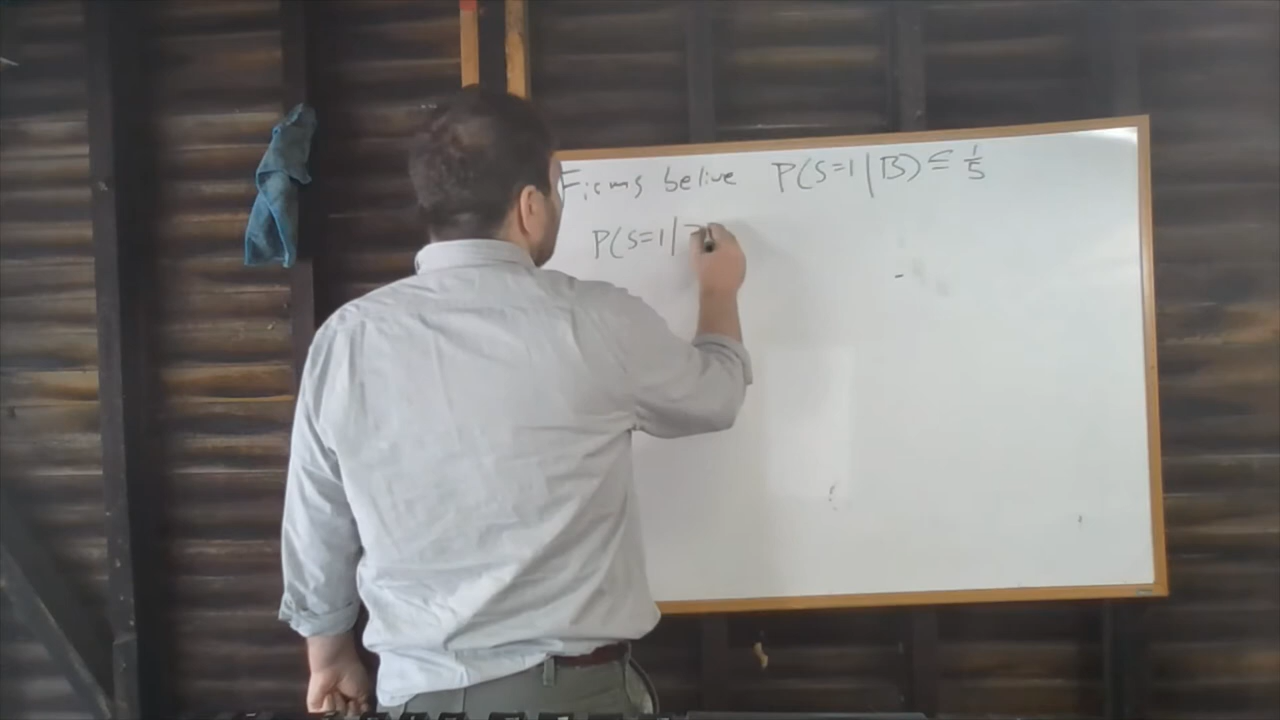 Firms belive P(S=1|B) ≤ 1/5
P(S=1|